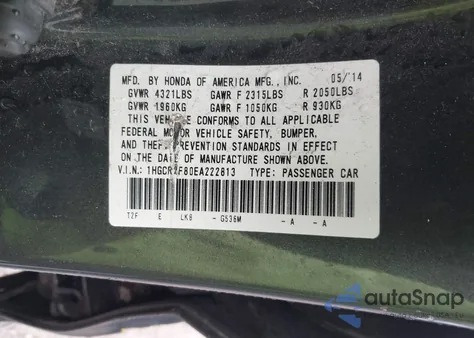 MFD. BY HONDA OF AMERICA MFG., INC. 05/14
GVWR 4321LBS GAWR F 2315LBS R 2050LBS
GVWR 1960KG GAWR F 1050KG R 930KG
THIS VEHICLE CONFORMS TO ALL APPLICABLE
FEDERAL MOTOR VEHICLE SAFETY, BUMPER,
AND THEFT PREVENTION STANDARDS IN EFFECT
ON THE DATE OF MANUFACTURE SHOWN ABOVE.
V.I.N.: 1HGCR2F80EA222813 TYPE: PASSENGER CAR
T2F E LK8 - G536M - A - A
autoSnap